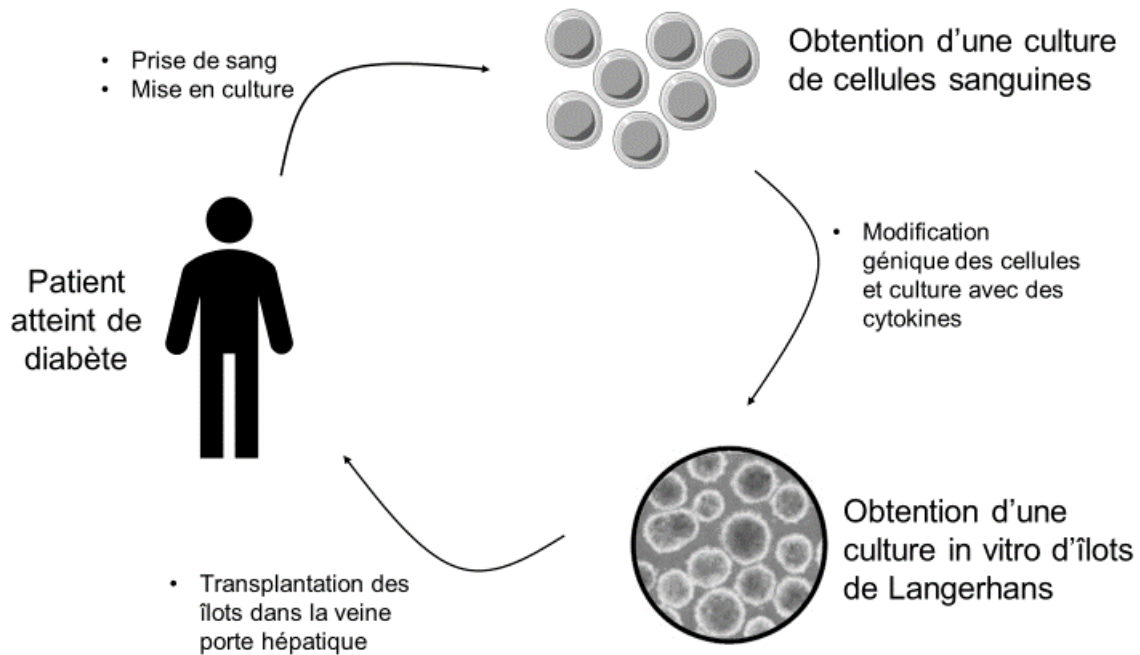 • Prise de sang
• Mise en culture
Obtention d'une culture
de cellules sanguines
• Modification
génique des cellules
et culture avec des
cytokines
Patient
atteint de
diabète
Obtention d'une
culture in vitro d'îlots
de Langerhans
• Transplantation des
îlots dans la veine
porte hépatique